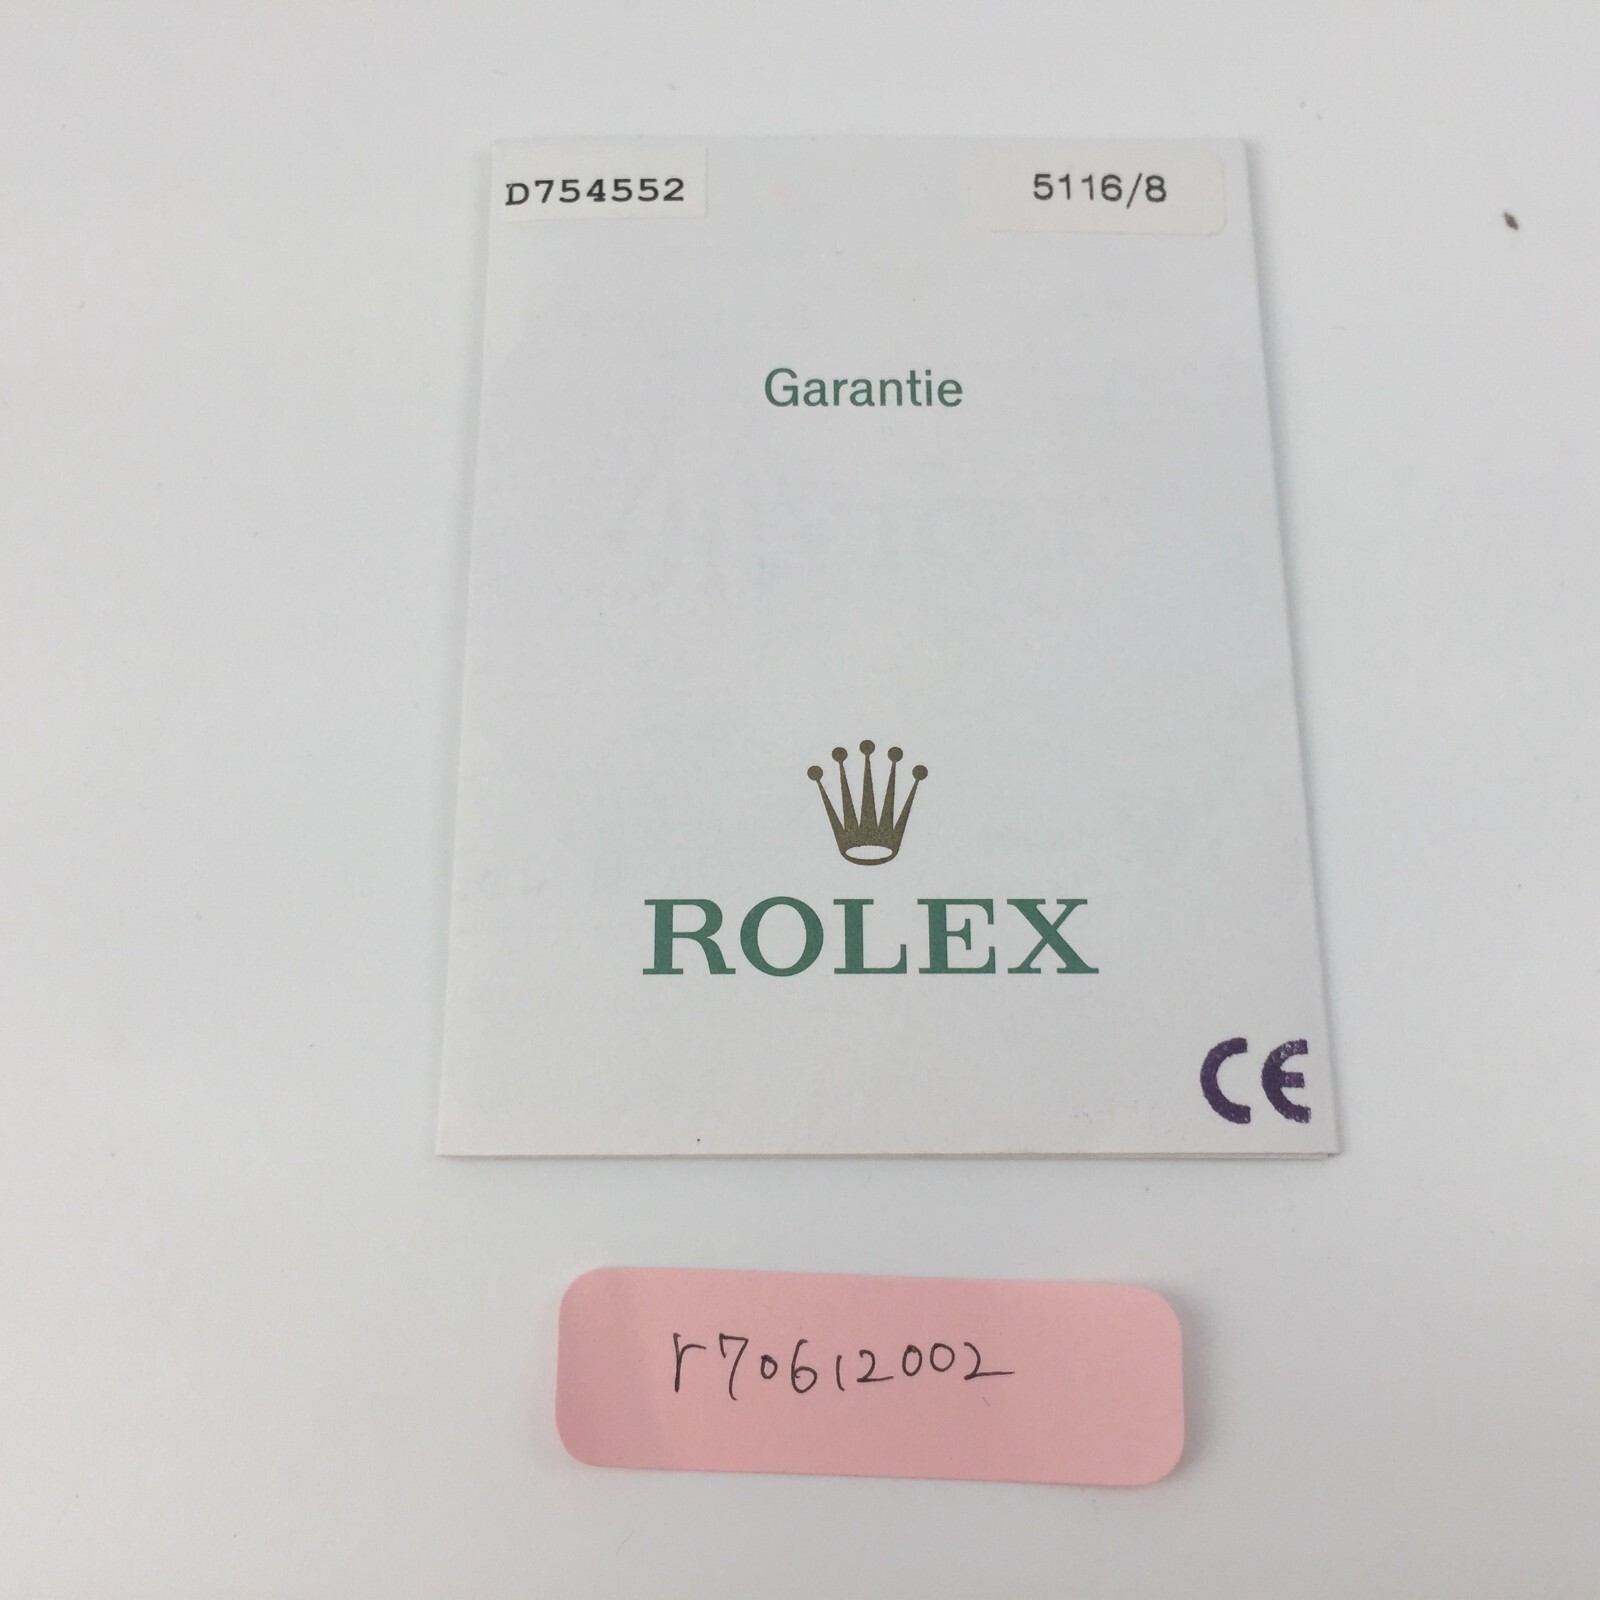 D754552
5116/8
Garantie
ROLEX
CE
r70612002